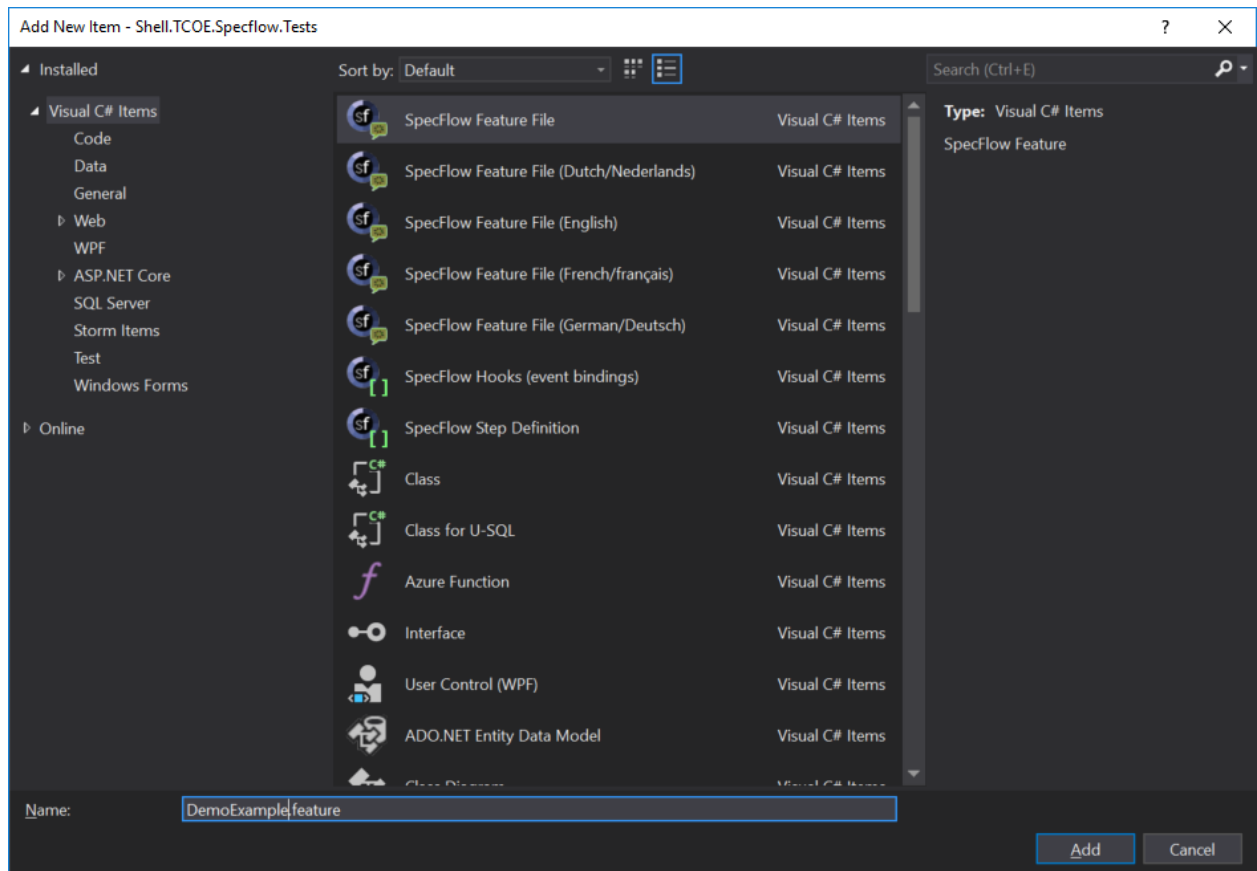 Add New Item - Shell.TCOE.Specflow.Tests
?
Installed
Sort by: Default
Search (Ctrl+E)
Visual C# Items
Code
Data
General
Web
WPF
ASP.NET Core
SQL Server
Storm Items
Test
Windows Forms
Online
SpecFlow Feature File Visual C# Items
SpecFlow Feature File (Dutch/Nederlands) Visual C# Items
SpecFlow Feature File (English) Visual C# Items
SpecFlow Feature File (French/français) Visual C# Items
SpecFlow Feature File (German/Deutsch) Visual C# Items
SpecFlow Hooks (event bindings) Visual C# Items
SpecFlow Step Definition Visual C# Items
Class Visual C# Items
Class for U-SQL Visual C# Items
Azure Function Visual C# Items
Interface Visual C# Items
User Control (WPF) Visual C# Items
ADO.NET Entity Data Model Visual C# Items
Class Diagram Visual C# Items
Type: Visual C# Items
SpecFlow Feature
Name: DemoExample.feature
Add Cancel